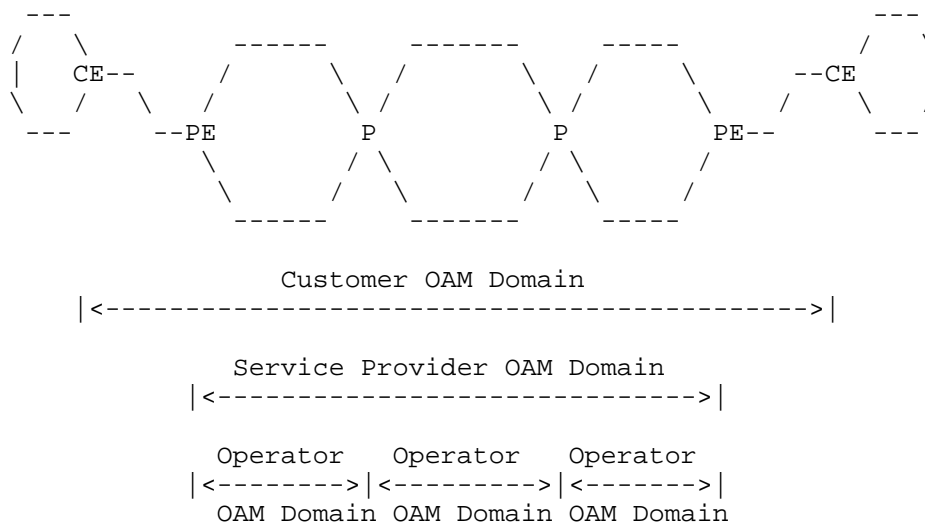 CE CE
PE P P PE
Customer OAM Domain
Service Provider OAM Domain
Operator Operator Operator
OAM Domain OAM Domain OAM Domain